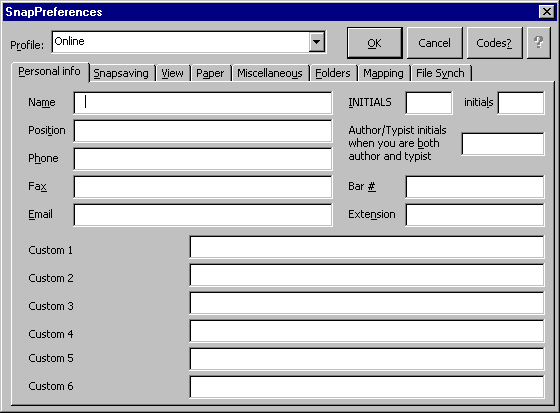 SnapPreferences
Profile: Online OK Cancel Codes? ?
Personal info Snapsaving View Paper Miscellaneous Folders Mapping File Synch
Name INITIALS initials
Position Author/Typist initials
when you are both
author and typist
Phone
Fax Bar #
Email Extension
Custom 1
Custom 2
Custom 3
Custom 4
Custom 5
Custom 6